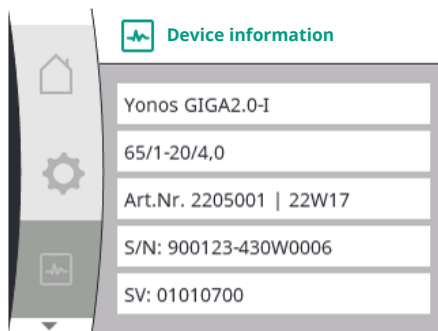 Device information
Yonos GIGA2.0-I
65/1-20/4,0
Art.Nr. 2205001 | 22W17
S/N: 900123-430W0006
SV: 01010700